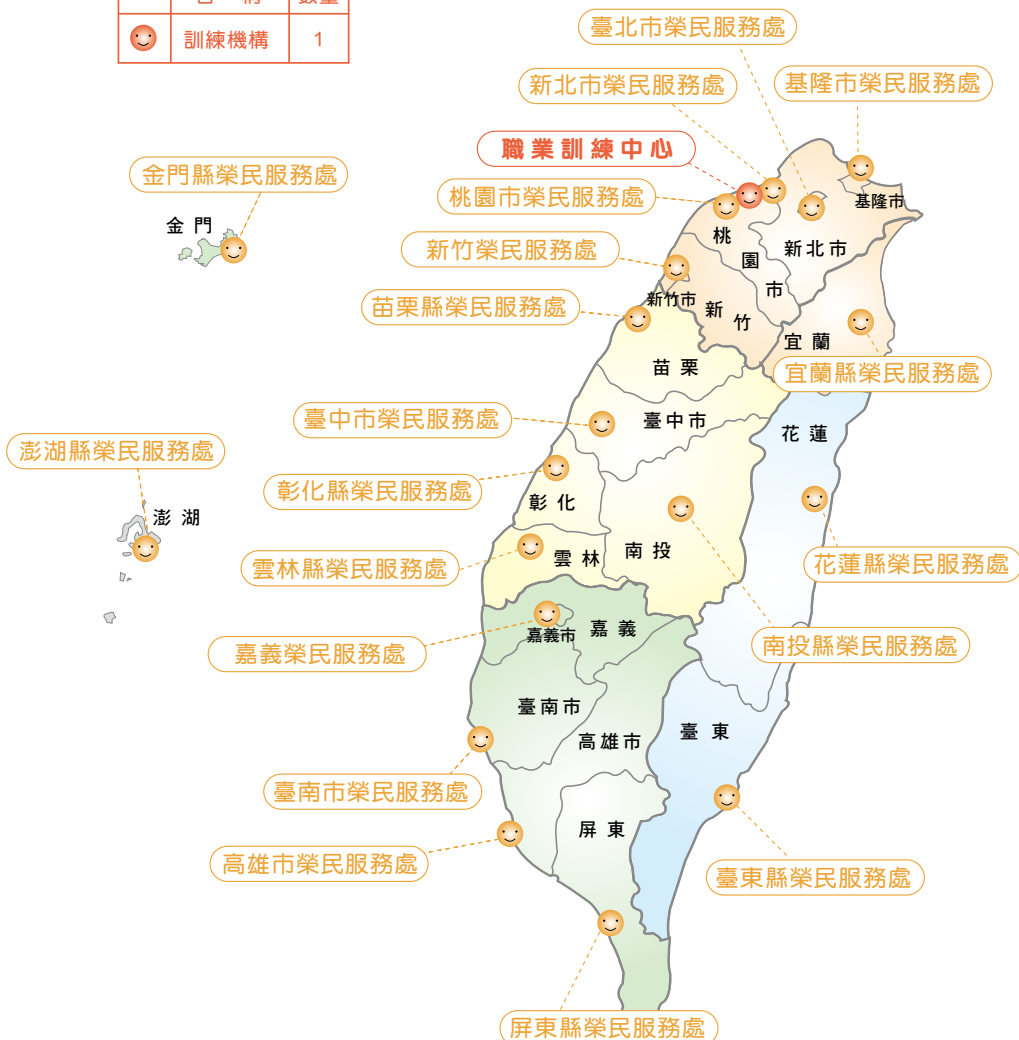 訓練機構 1
臺北市榮民服務處
新北市榮民服務處
基隆市榮民服務處
職業訓練中心
金門縣榮民服務處
桃園市榮民服務處
基隆市
金門
桃園市
新北市
新竹榮民服務處
新竹市
新竹
苗栗縣榮民服務處
宜蘭
苗栗
宜蘭縣榮民服務處
臺中市榮民服務處
臺中市
花蓮
澎湖縣榮民服務處
彰化縣榮民服務處
彰化
澎湖
南投
雲林
雲林縣榮民服務處
花蓮縣榮民服務處
嘉義市
嘉義
嘉義榮民服務處
南投縣榮民服務處
臺南市
高雄市
臺東
臺南市榮民服務處
屏東
高雄市榮民服務處
臺東縣榮民服務處
屏東縣榮民服務處